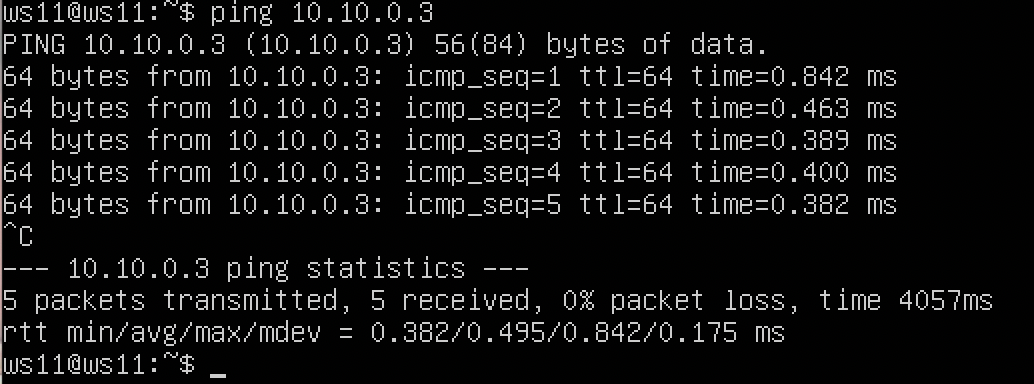 ws11@ws11:~$ ping 10.10.0.3
PING 10.10.0.3 (10.10.0.3) 56(84) bytes of data.
64 bytes from 10.10.0.3: icmp_seq=1 ttl=64 time=0.842 ms
64 bytes from 10.10.0.3: icmp_seq=2 ttl=64 time=0.463 ms
64 bytes from 10.10.0.3: icmp_seq=3 ttl=64 time=0.389 ms
64 bytes from 10.10.0.3: icmp_seq=4 ttl=64 time=0.400 ms
64 bytes from 10.10.0.3: icmp_seq=5 ttl=64 time=0.382 ms
^C
--- 10.10.0.3 ping statistics ---
5 packets transmitted, 5 received, 0% packet loss, time 4057ms
rtt min/avg/max/mdev = 0.382/0.495/0.842/0.175 ms
ws11@ws11:~$ _